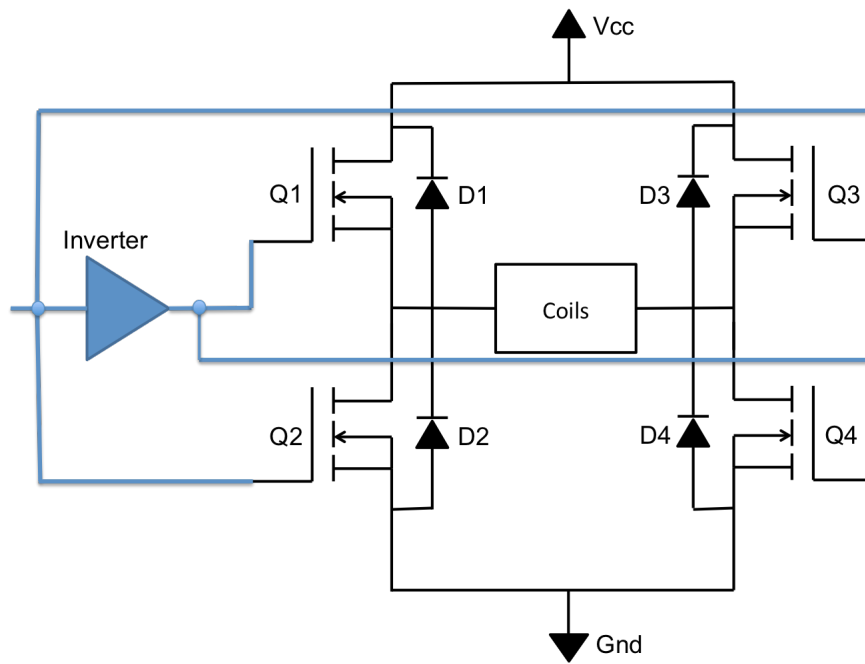 Vcc
Q1
D1
D3
Q3
Inverter
Coils
Q2
D2
D4
Q4
Gnd